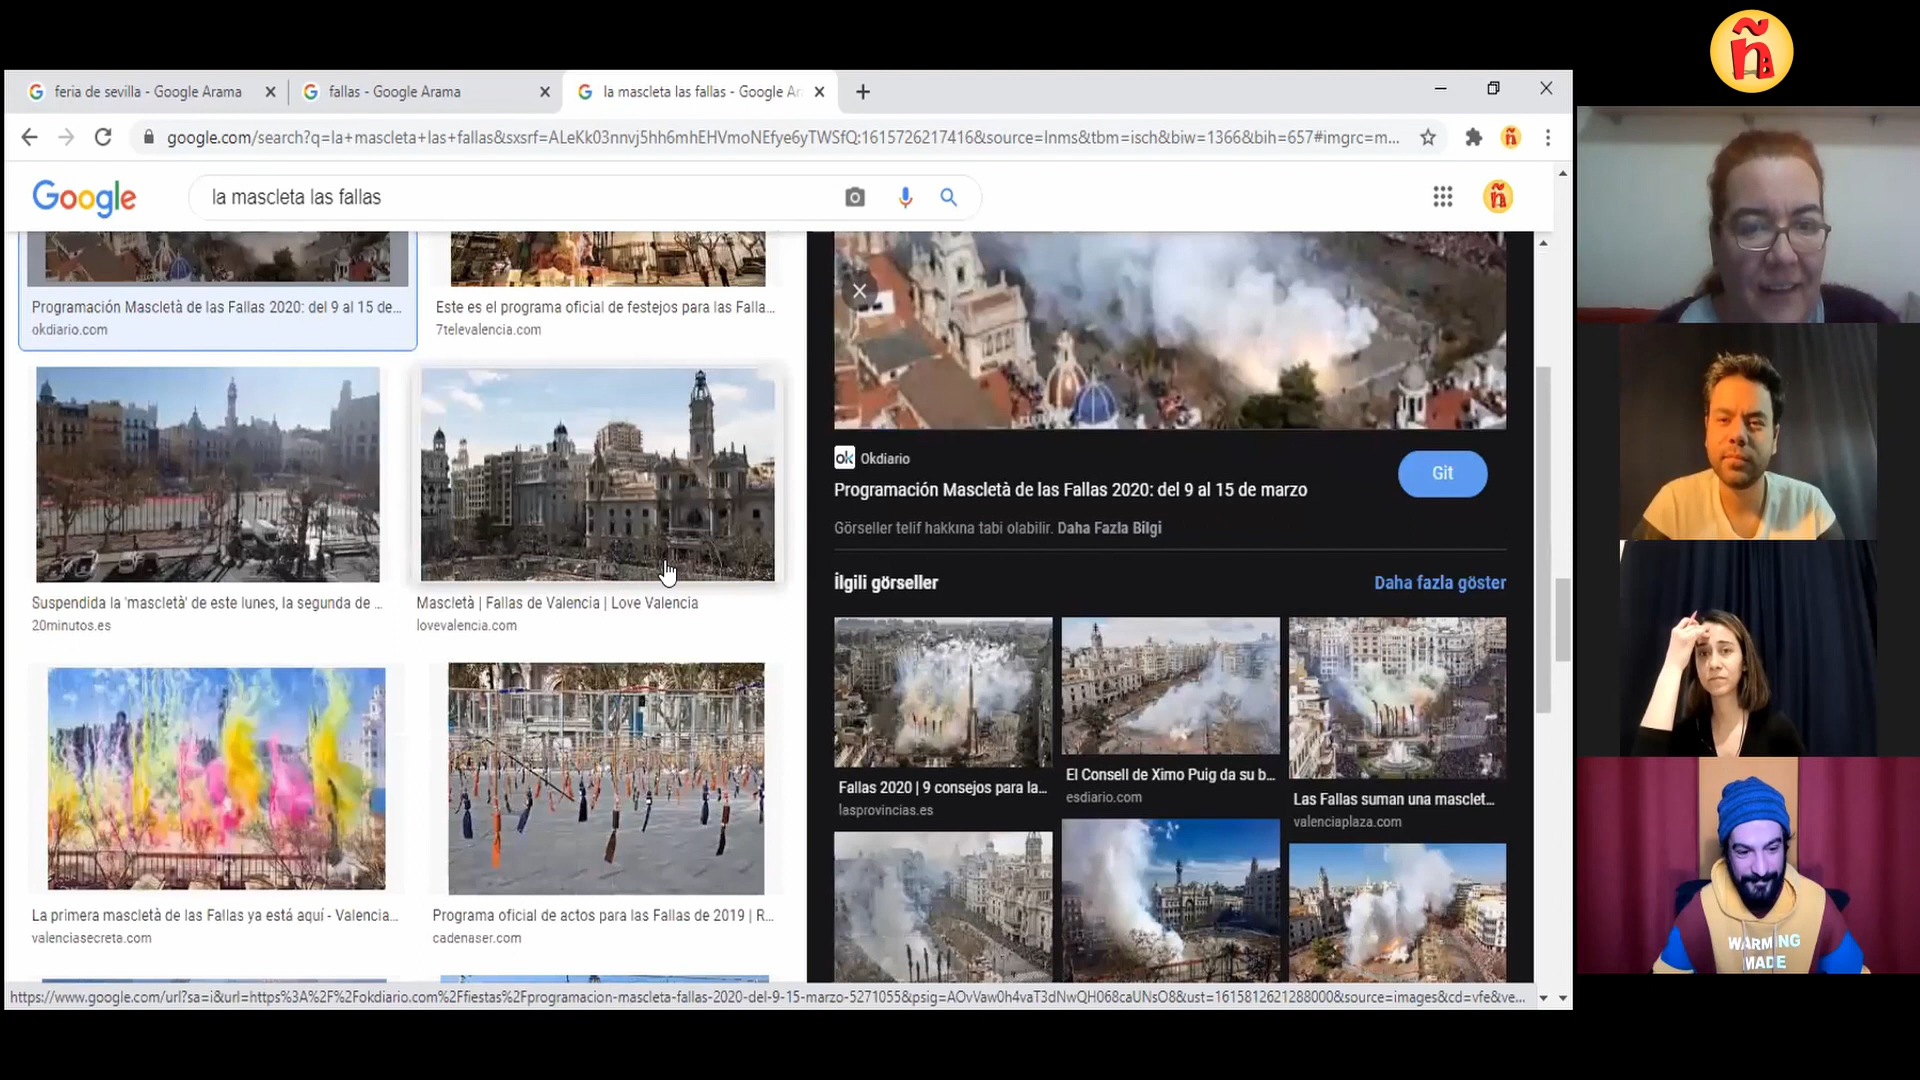 ñ
feria de sevilla - Google Arama
fallas - Google Arama
la mascleta las fallas - Google Ar
google.com/search?q=la+mascleta+las+fallas&sxsrf=ALeKk03nnvj5hh6mhEHVmoNEfye6yTWSfQ:1615726217416&source=lnms&tbm=isch&biw=1366&bih=657#imgrc=m...
Google
la mascleta las fallas
Programación Mascletà de las Fallas 2020: del 9 al 15 de...
okdiario.com
Este es el programa oficial de festejos para las Falla...
7televalencia.com
Suspendida la 'mascletà' de este lunes, la segunda de ...
20minutos.es
Mascletà | Fallas de Valencia | Love Valencia
lovevalencia.com
La primera mascletà de las Fallas ya está aquí - Valencia...
valenciasecreta.com
Programa oficial de actos para las Fallas de 2019 | R...
cadenaser.com
ok Okdiario
Programación Mascletà de las Fallas 2020: del 9 al 15 de marzo
Git
Görseller telif hakkına tabi olabilir. Daha Fazla Bilgi
İlgili görseller
Daha fazla göster
Fallas 2020 | 9 consejos para la...
lasprovincias.es
El Consell de Ximo Puig da su b...
esdiario.com
Las Fallas suman una masclet...
valenciaplaza.com
https://www.google.com/url?sa=i&url=https%3A%2F%2Fokdiario.com%2Ffiestas%2Fprogramacion-mascleta-fallas-2020-del-9-15-marzo-5271055&psig=AOvVaw0h4vaT3dNwQH068caUNsO8&ust=1615812621288000&source=images&cd=vfe&ve...
WARMING
MADE